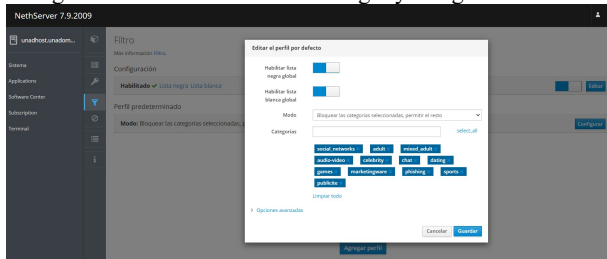 NethServer 7.9.2009
unadhost.unadom...
Sistema
Applications
Software Center
Subscription
Terminal
Filtro
Más información Filtro.
Configuración
Habilitado Lista negra Lista blanca
Editar
Perfil predeterminado
Modo: Bloquear las categorías seleccionadas,
Configurar
Agregar perfil
Editar el perfil por defecto
Habilitar lista
negra global
Habilitar lista
blanca global
Modo
Bloquear las categorías seleccionadas, permitir el resto
Categorías
select_all
social_networks adult mixed_adult
audio-video celebrity chat dating
games marketingware phishing sports
publicite
Limpiar todo
Opciones avanzadas
Cancelar Guardar